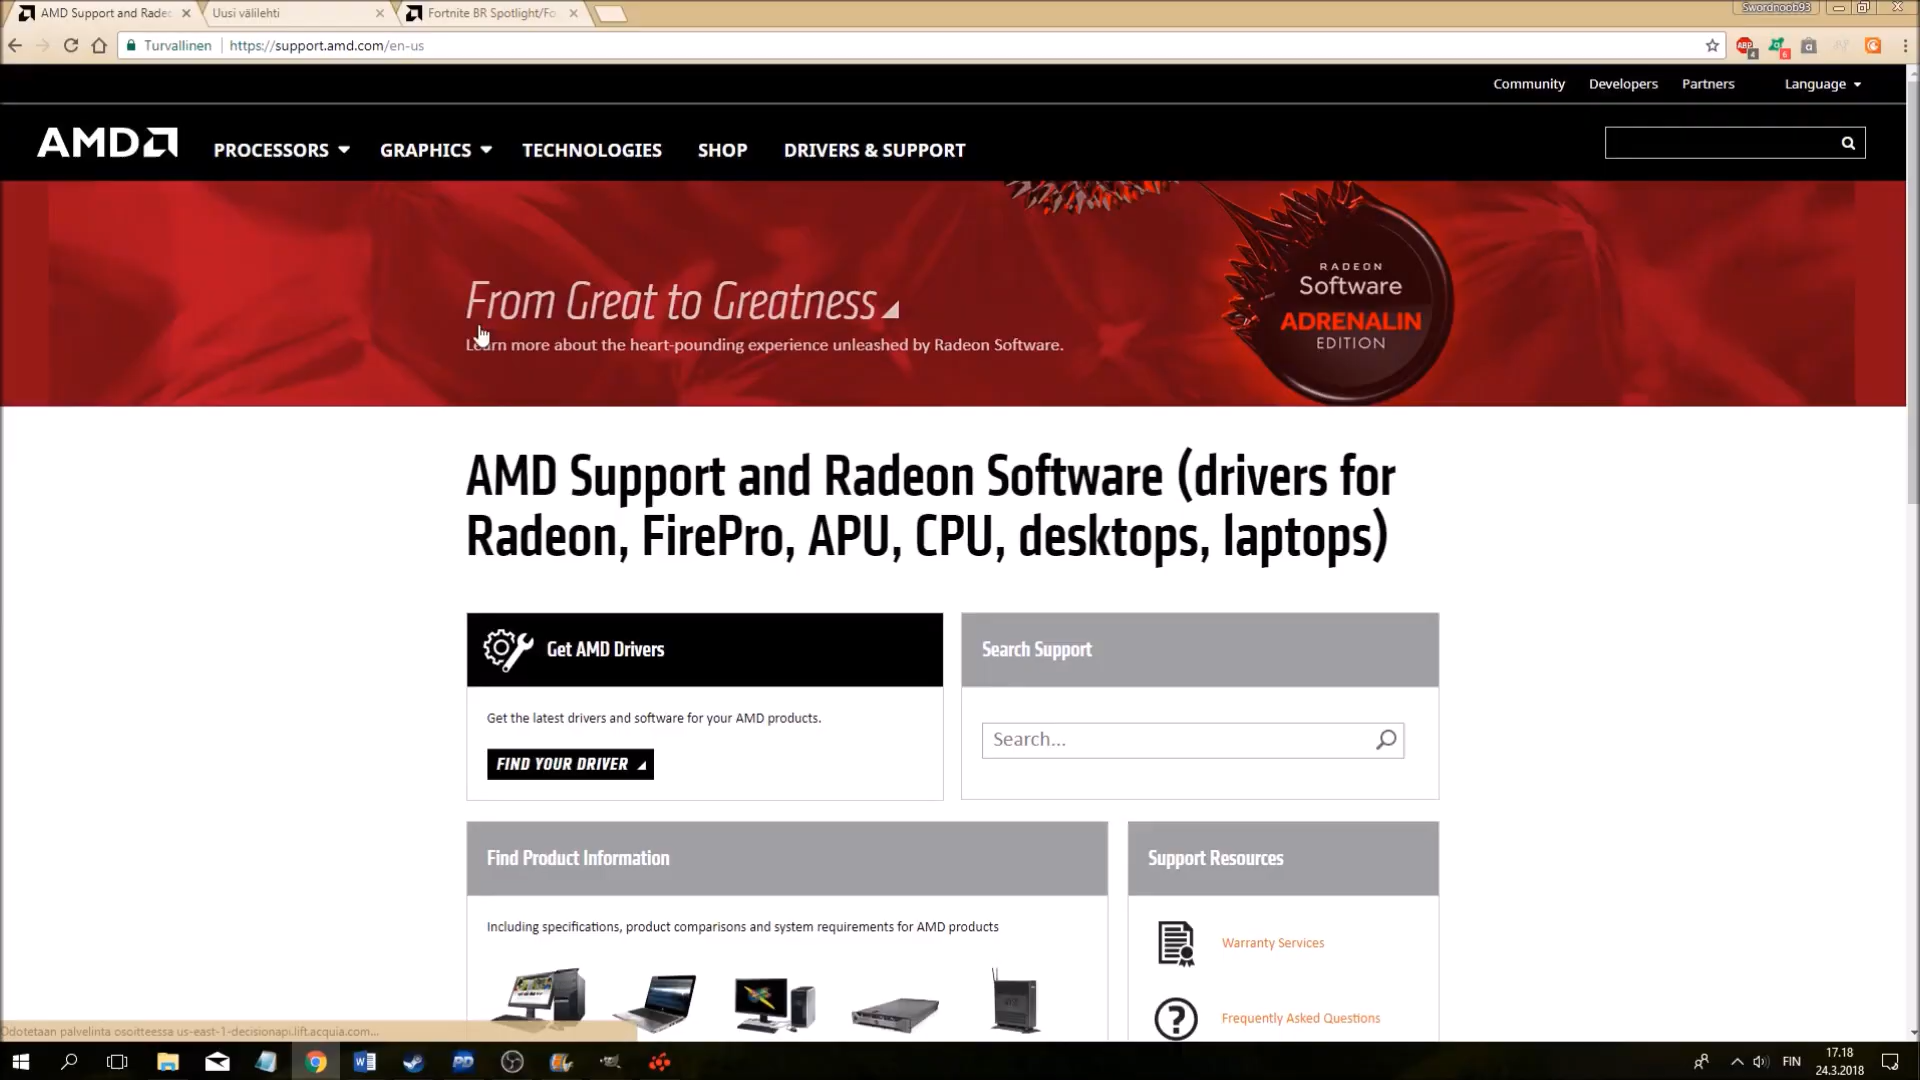 AMD Support and Rade
Uusi välilehti
Fortnite BR Spotlight/Fo
Swordnoob93
Turvallinen
https://support.amd.com/en-us
ABP
4
6
Community
Developers
Partners
Language
AMD
PROCESSORS
GRAPHICS
TECHNOLOGIES
SHOP
DRIVERS & SUPPORT
From Great to Greatness
Learn more about the heart-pounding experience unleashed by Radeon Software.
RADEON
Software
ADRENALIN
EDITION
AMD Support and Radeon Software (drivers for
Radeon, FirePro, APU, CPU, desktops, laptops)
Get AMD Drivers
Search Support
Get the latest drivers and software for your AMD products.
Search...
FIND YOUR DRIVER
Find Product Information
Support Resources
Including specifications, product comparisons and system requirements for AMD products
Warranty Services
Frequently Asked Questions
Odotetaan palvelinta osoitteessa us-east-1-decisionapi.lift.acquia.com...
PD
FIN
17.18
24.3.2018